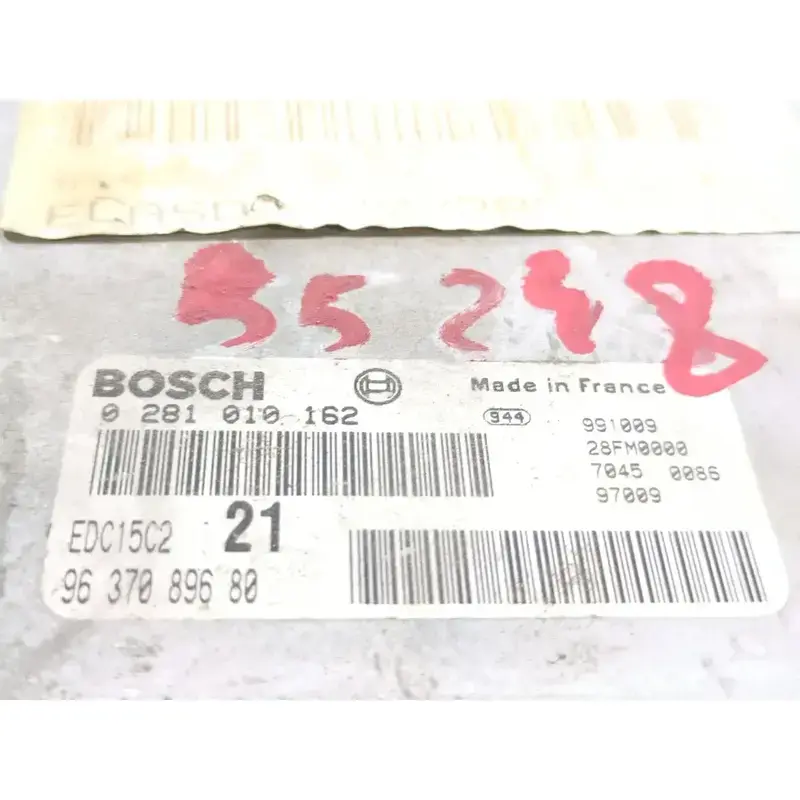 BOSCH
Made in France
0 281 010 162
944
991009
28FM0000
7045 0086
97009
EDC15C2 21
96 370 896 80